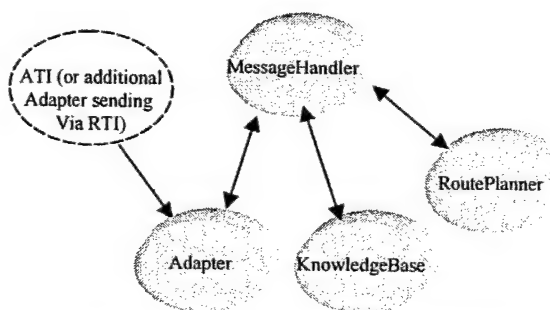 MessageHandler
ATI (or additional
Adapter sending
Via RTI)
RoutePlanner
Adapter
KnowledgeBase